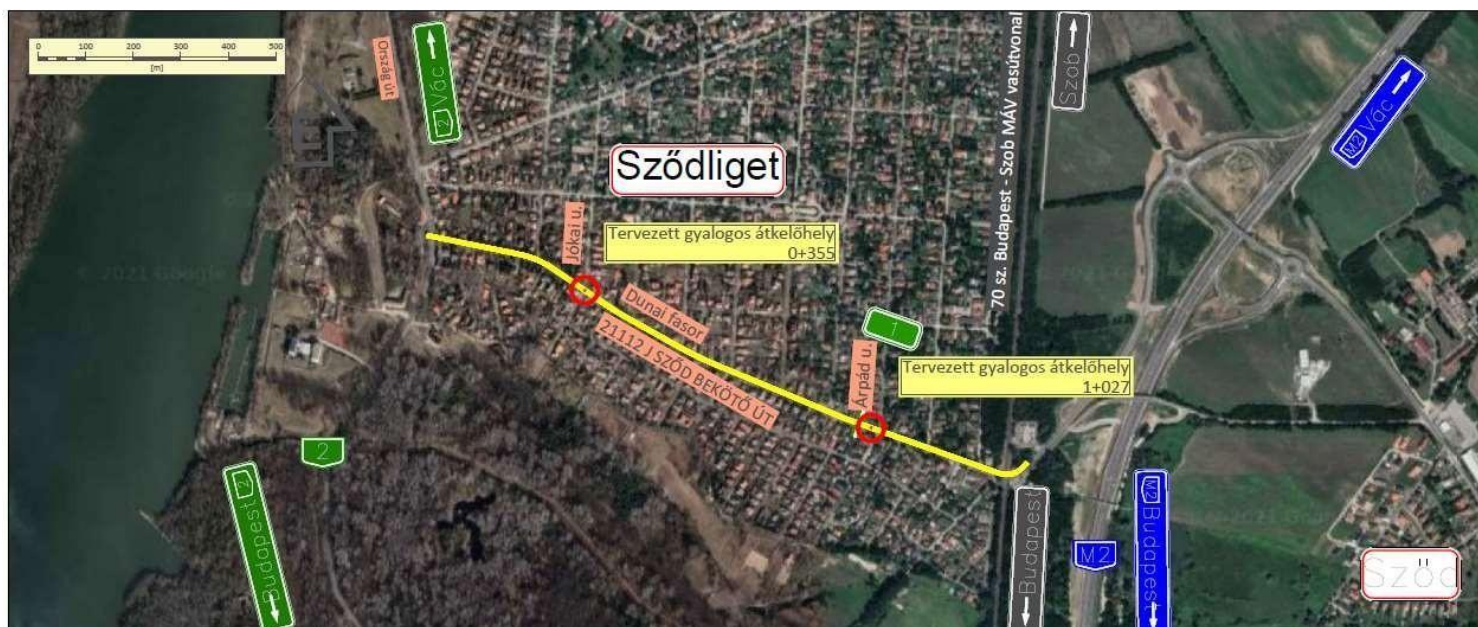 0 100 200 300 400 500
[m]
Ország út
2 Vác
Sződliget
Szob
70 sz. Budapest - Szob MÁV vasútvonal
M2 Vác
É
Jókai u.
Tervezett gyalogos átkelőhely
0+355
© 2021 Google
Dunai fasor
21112 J SZŐD BEKÖTŐ ÚT
1
Árpád u.
Tervezett gyalogos átkelőhely
1+027
2
Budapest 2
Budapest
M2
M2 Budapest
Sződ